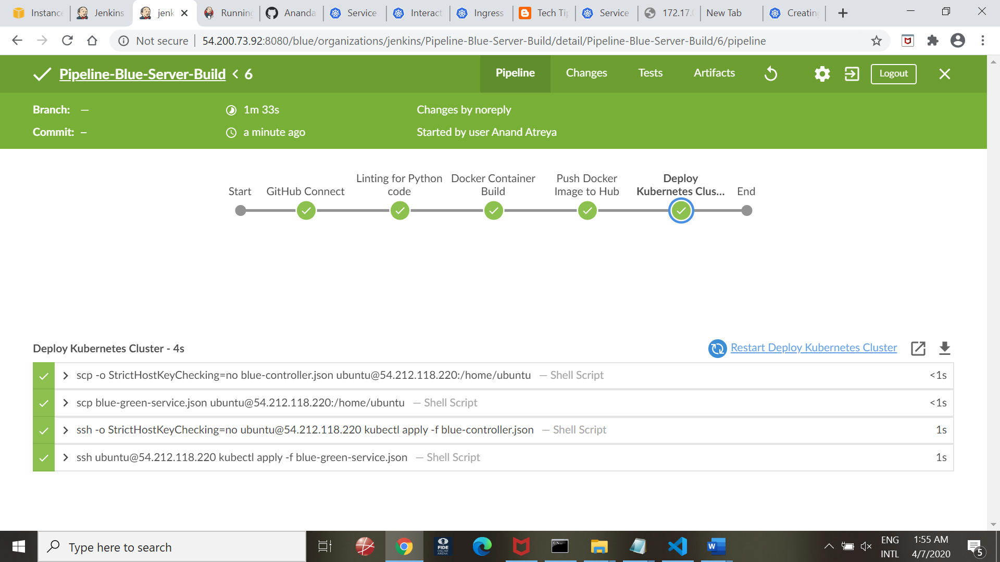 Instance
Jenkins
jenk
Running
Ananda
Service
Interact
Ingress
Tech Tip
Service
172.17.0
New Tab
Creating
Not secure
54.200.73.92:8080/blue/organizations/jenkins/Pipeline-Blue-Server-Build/detail/Pipeline-Blue-Server-Build/6/pipeline
Pipeline-Blue-Server-Build < 6
Pipeline
Changes
Tests
Artifacts
Logout
Branch: —
1m 33s
Changes by noreply
Commit: –
a minute ago
Started by user Anand Atreya
Start
GitHub Connect
Linting for Python
code
Docker Container
Build
Push Docker
Image to Hub
Deploy
Kubernetes Clus...
End
Deploy Kubernetes Cluster - 4s
Restart Deploy Kubernetes Cluster
scp -o StrictHostKeyChecking=no blue-controller.json ubuntu@54.212.118.220:/home/ubuntu — Shell Script <1s
scp blue-green-service.json ubuntu@54.212.118.220:/home/ubuntu — Shell Script <1s
ssh -o StrictHostKeyChecking=no ubuntu@54.212.118.220 kubectl apply -f blue-controller.json — Shell Script 1s
ssh ubuntu@54.212.118.220 kubectl apply -f blue-green-service.json — Shell Script 1s
Type here to search
FIDE
ONLINE
ARENA
ENG
INTL
1:55 AM
4/7/2020
5